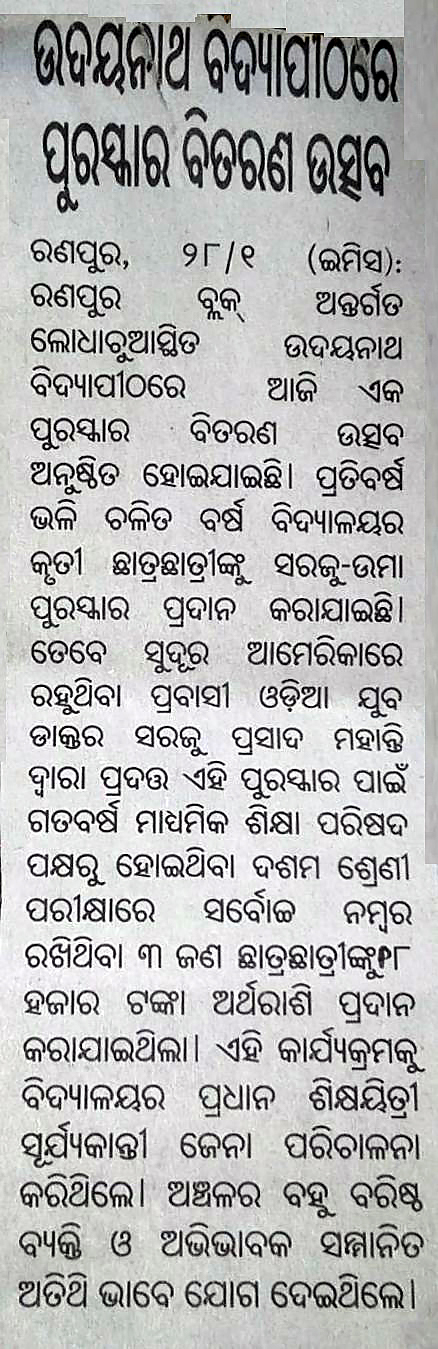 ଉଦୟନାଥ ବିଦ୍ୟାପୀଠରେ
ପୁରସ୍କାର ବିତରଣ ଉତ୍ସବ
ରଣପୁର, ୨୮/୧ (ଇମିସ):
ରଣପୁର ବ୍ଲକ୍ ଅନ୍ତର୍ଗତ
ଲୋଧାଚୁଆସ୍ଥିତ ଉଦୟନାଥ
ବିଦ୍ୟାପୀଠରେ ଆଜି ଏକ
ପୁରସ୍କାର ବିତରଣ ଉତ୍ସବ
ଅନୁଷ୍ଠିତ ହୋଇଯାଇଛି। ପ୍ରତିବର୍ଷ
ଭଳି ଚଳିତ ବର୍ଷ ବିଦ୍ୟାଳୟର
କୃତୀ ଛାତ୍ରଛାତ୍ରୀଙ୍କୁ ସରଜୁ-ଉମା
ପୁରସ୍କାର ପ୍ରଦାନ କରାଯାଇଛି।
ତେବେ ସୁଦୂର ଆମେରିକାରେ
ରହୁଥିବା ପ୍ରବାସୀ ଓଡ଼ିଆ ଯୁବ
ଡାକ୍ତର ସରଜୁ ପ୍ରସାଦ ମହାନ୍ତି
ଦ୍ୱାରା ପ୍ରଦତ୍ତ ଏହି ପୁରସ୍କାର ପାଇଁ
ଗତବର୍ଷ ମାଧ୍ୟମିକ ଶିକ୍ଷା ପରିଷଦ
ପକ୍ଷରୁ ହୋଇଥିବା ଦଶମ ଶ୍ରେଣୀ
ପରୀକ୍ଷାରେ ସର୍ବୋଚ୍ଚ ନମ୍ବର
ରଖିଥିବା ୩ ଜଣ ଛାତ୍ରଛାତ୍ରୀଙ୍କୁ
ହଜାର ଟଙ୍କା ଅର୍ଥରାଶି ପ୍ରଦାନ
କରାଯାଇଥିଲା। ଏହି କାର୍ଯ୍ୟକ୍ରମକୁ
ବିଦ୍ୟାଳୟର ପ୍ରଧାନ ଶିକ୍ଷୟିତ୍ରୀ
ସୂର୍ଯ୍ୟକାନ୍ତୀ ଜେନା ପରିଚାଳନା
କରିଥିଲେ। ଅଞ୍ଚଳର ବହୁ ବରିଷ୍ଠ
ବ୍ୟକ୍ତି ଓ ଅଭିଭାବକ ସମ୍ମାନିତ
ଅତିଥି ଭାବେ ଯୋଗ ଦେଇଥିଲେ।